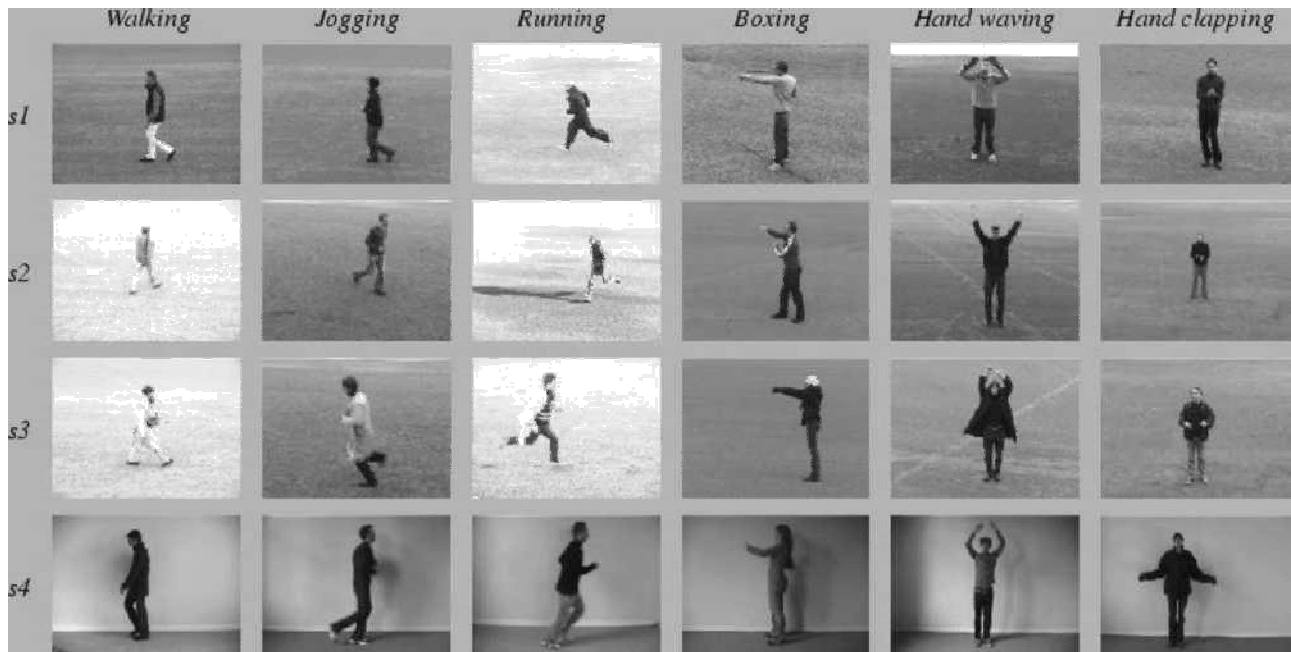 Walking Jogging Running Boxing Hand waving Hand clapping
s1
s2
s3
s4